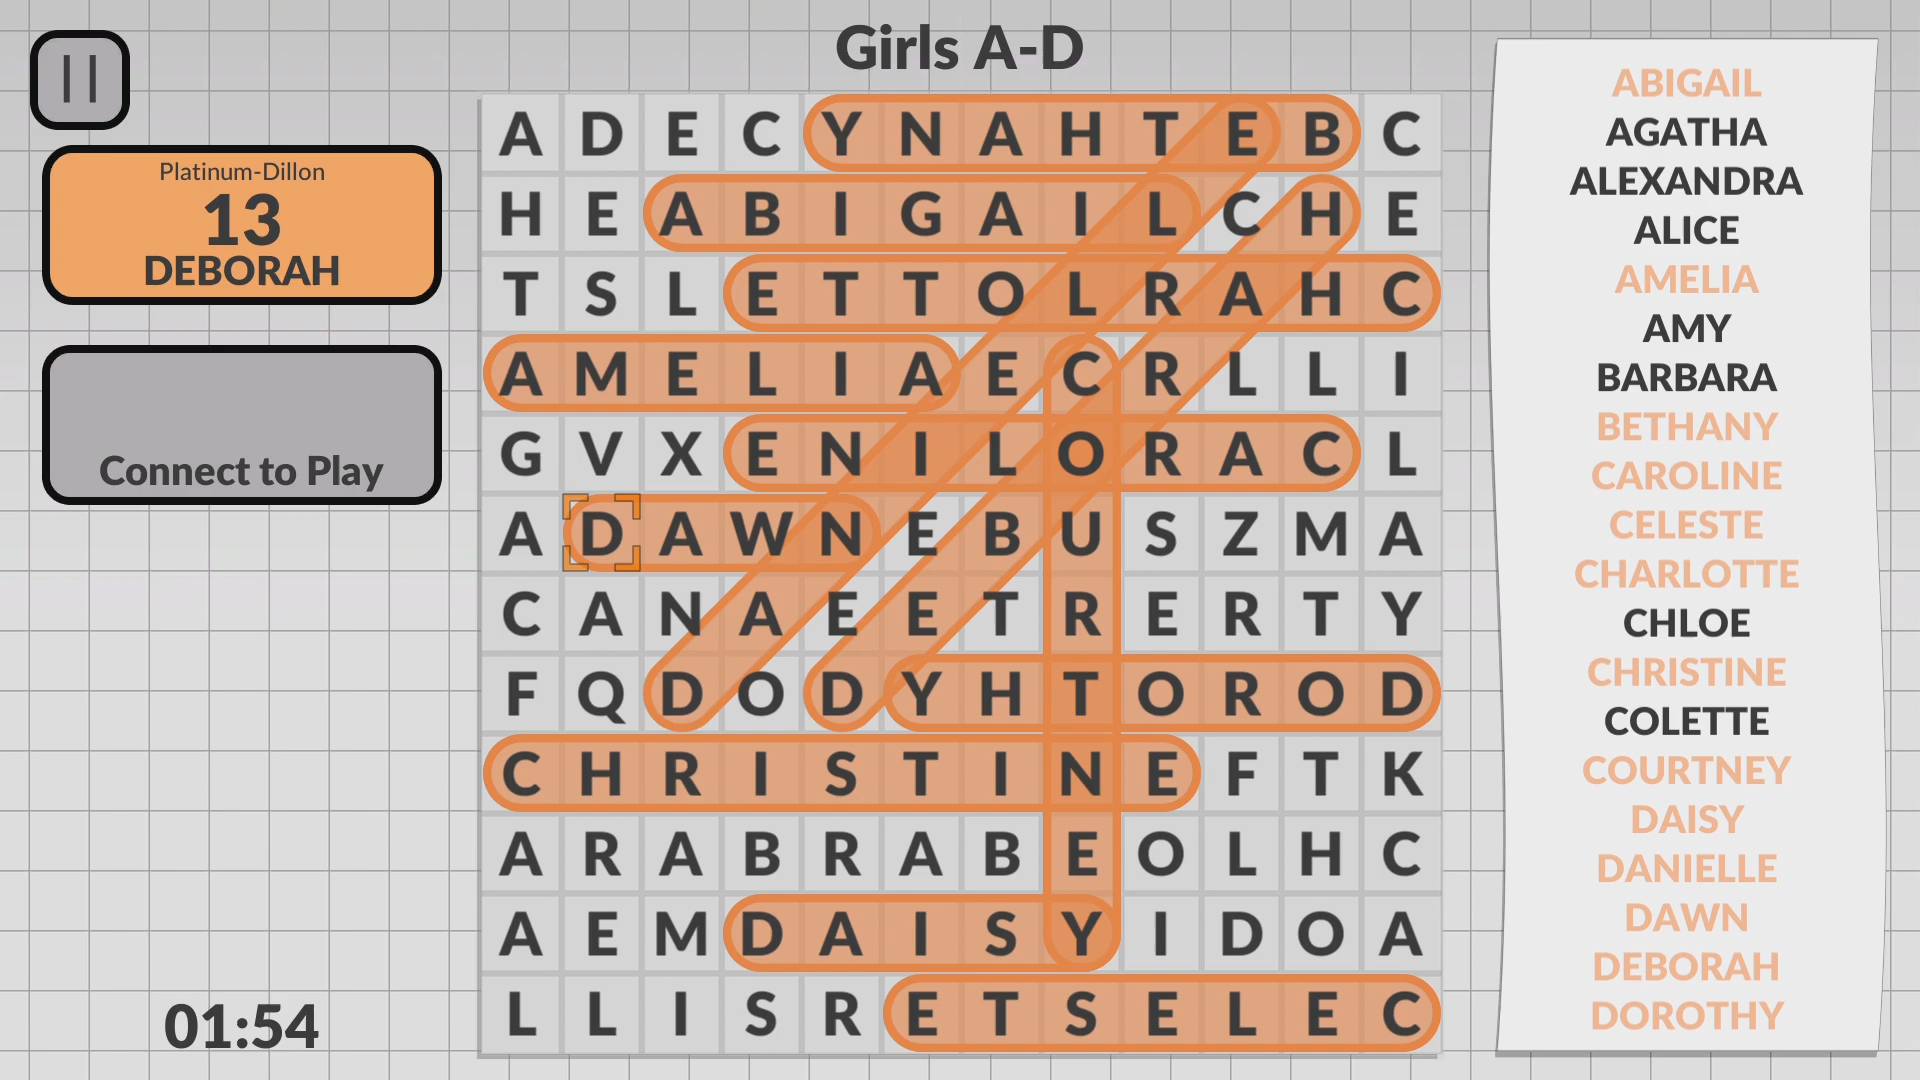 Girls A-D
Platinum-Dillon
13
DEBORAH
Connect to Play
01:54
A D E C Y N A H T E B C
H E A B I G A I L C H E
T S L E T T O L R A H C
A M E L I A E C R L L I
G V X E N I L O R A C L
A D A W N E B U S Z M A
C A N A E E T R E R T Y
F Q D O D Y H T O R O D
C H R I S T I N E F T K
A R A B R A B E O L H C
A E M D A I S Y I D O A
L L I S R E T S E L E C
ABIGAIL
AGATHA
ALEXANDRA
ALICE
AMELIA
AMY
BARBARA
BETHANY
CAROLINE
CELESTE
CHARLOTTE
CHLOE
CHRISTINE
COLETTE
COURTNEY
DAISY
DANIELLE
DAWN
DEBORAH
DOROTHY